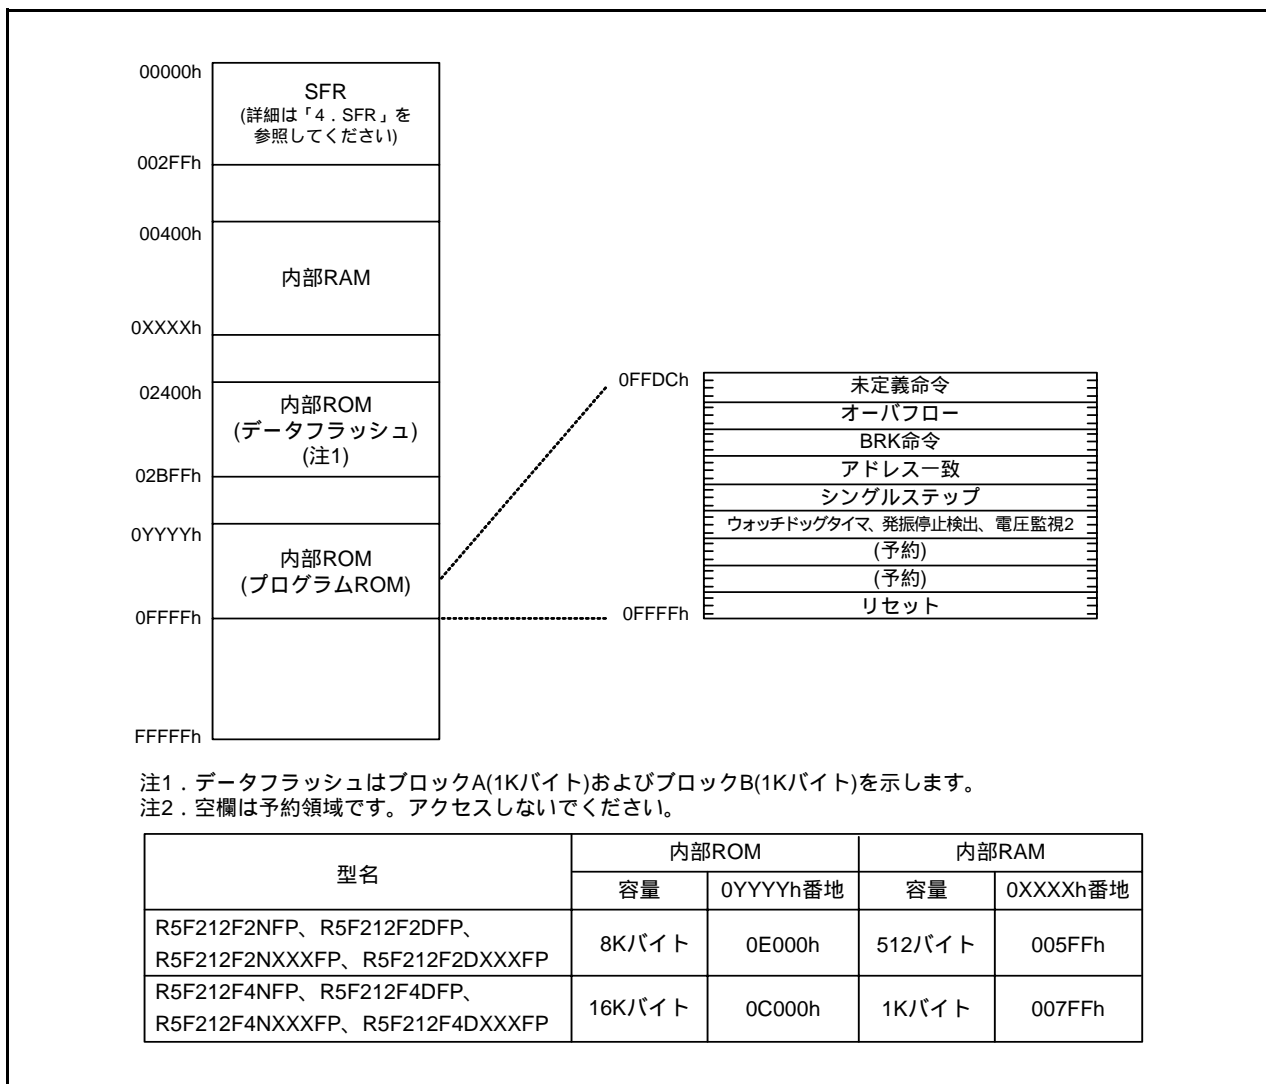 00000h
SFR
(詳細は「4．SFR」を
参照してください)
002FFh
00400h
内部RAM
0XXXXh
02400h
内部ROM
(データフラッシュ)
(注1)
02BFFh
0YYYYh
内部ROM
(プログラムROM)
0FFFFh
FFFFFh
0FFDCh
未定義命令
オーバフロー
BRK命令
アドレス一致
シングルステップ
ウォッチドッグタイマ、発振停止検出、電圧監視2
(予約)
(予約)
リセット
0FFFFh
注1．データフラッシュはブロックA(1Kバイト)およびブロックB(1Kバイト)を示します。
注2．空欄は予約領域です。アクセスしないでください。
型名 内部ROM 内部RAM
容量 0YYYYh番地 容量 0XXXXh番地
R5F212F2NFP、R5F212F2DFP、
R5F212F2NXXXFP、R5F212F2DXXXFP
8Kバイト 0E000h 512バイト 005FFh
R5F212F4NFP、R5F212F4DFP、
R5F212F4NXXXFP、R5F212F4DXXXFP
16Kバイト 0C000h 1Kバイト 007FFh